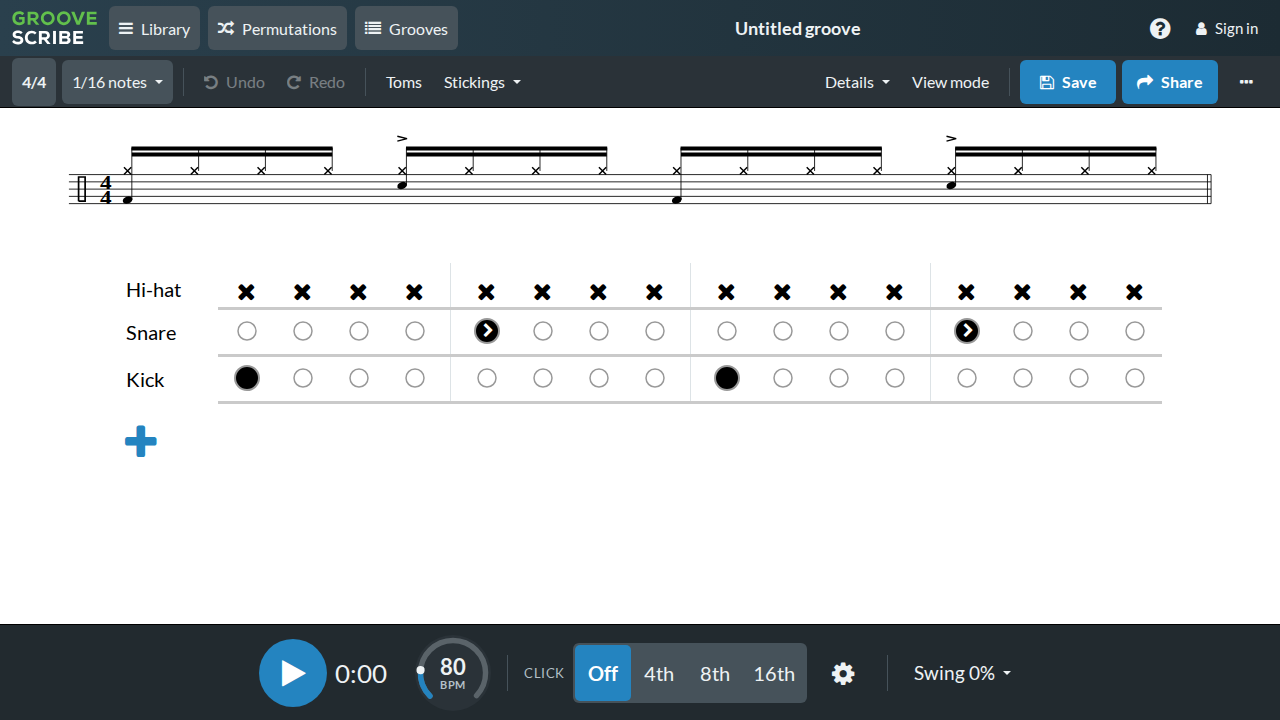 GROOVE
SCRIBE
Library
Permutations
Grooves
Untitled groove
Sign in
4/4
1/16 notes
Undo
Redo
Toms
Stickings
Details
View mode
Save
Share
4
4
Hi-hat
Snare
Kick
0:00
80
BPM
CLICK
Off
4th
8th
16th
Swing 0%